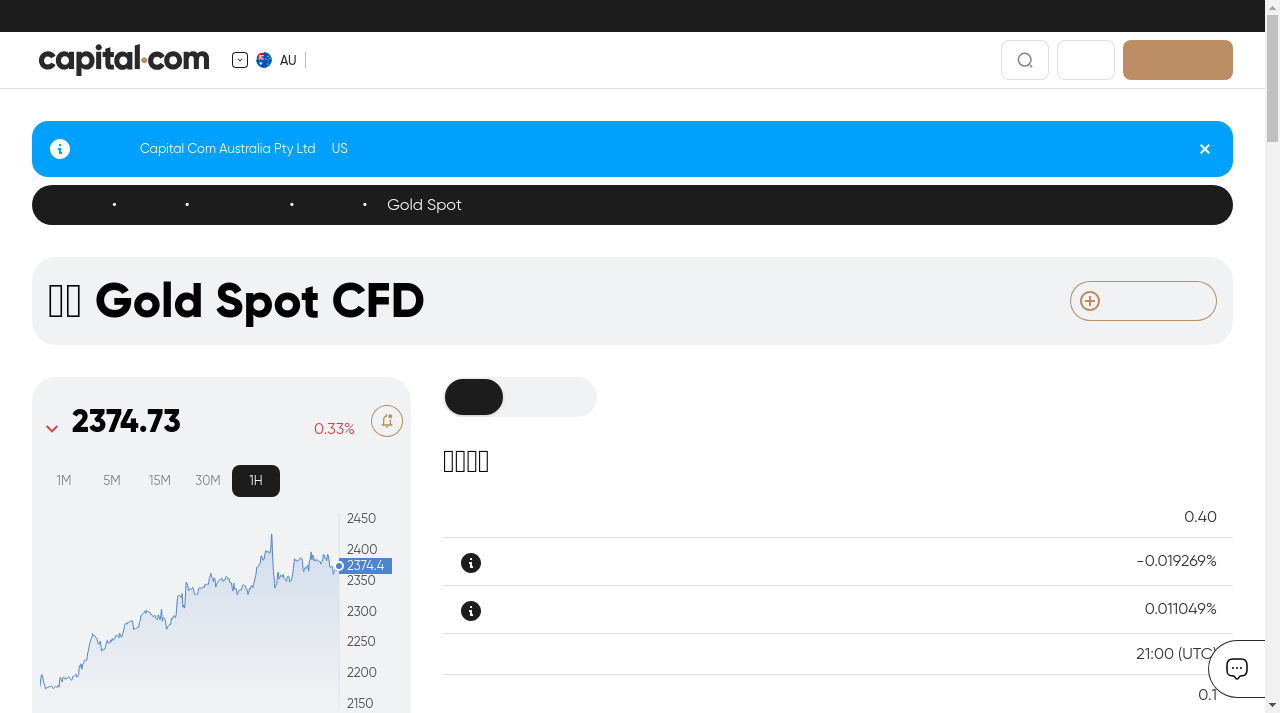 capital.com
AU
Capital Com Australia Pty Ltd US
Gold Spot
Gold Spot CFD
2374.73
0.33%
1M 5M 15M 30M 1H
2450
2400
2374.4
2350
2300
2250
2200
2150
0.40
-0.019269%
0.011049%
21:00 (UTC)
0.1